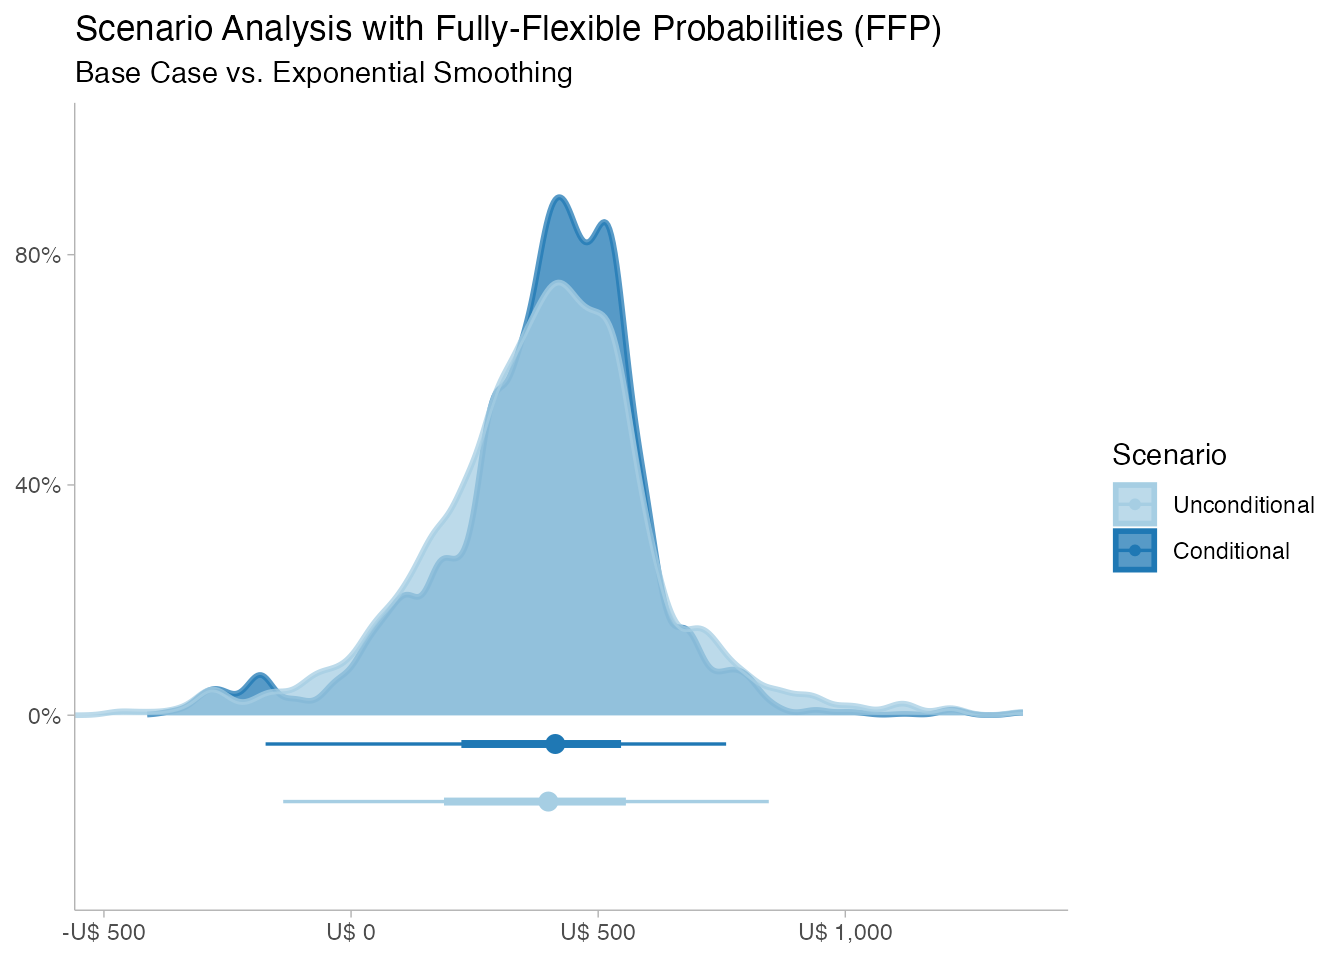 Scenario Analysis with Fully-Flexible Probabilities (FFP)
Base Case vs. Exponential Smoothing
80%
40%
0%
-U$ 500
U$ 0
U$ 500
U$ 1,000
Scenario
Unconditional
Conditional